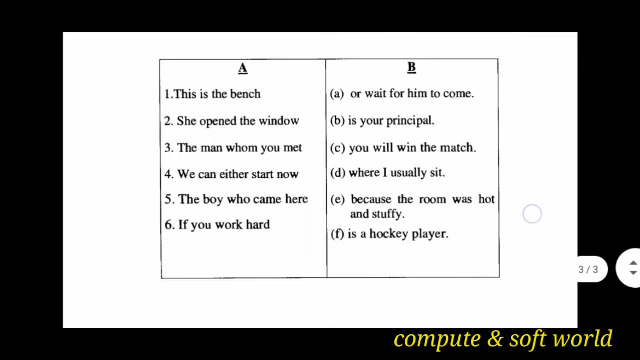 A
B
1.This is the bench
(a) or wait for him to come.
2. She opened the window
(b) is your principal.
3. The man whom you met
(c) you will win the match.
4. We can either start now
(d) where I usually sit.
5. The boy who came here
(e) because the room was hot
and stuffy.
6. If you work hard
(f) is a hockey player.
3 / 3
compute & soft world